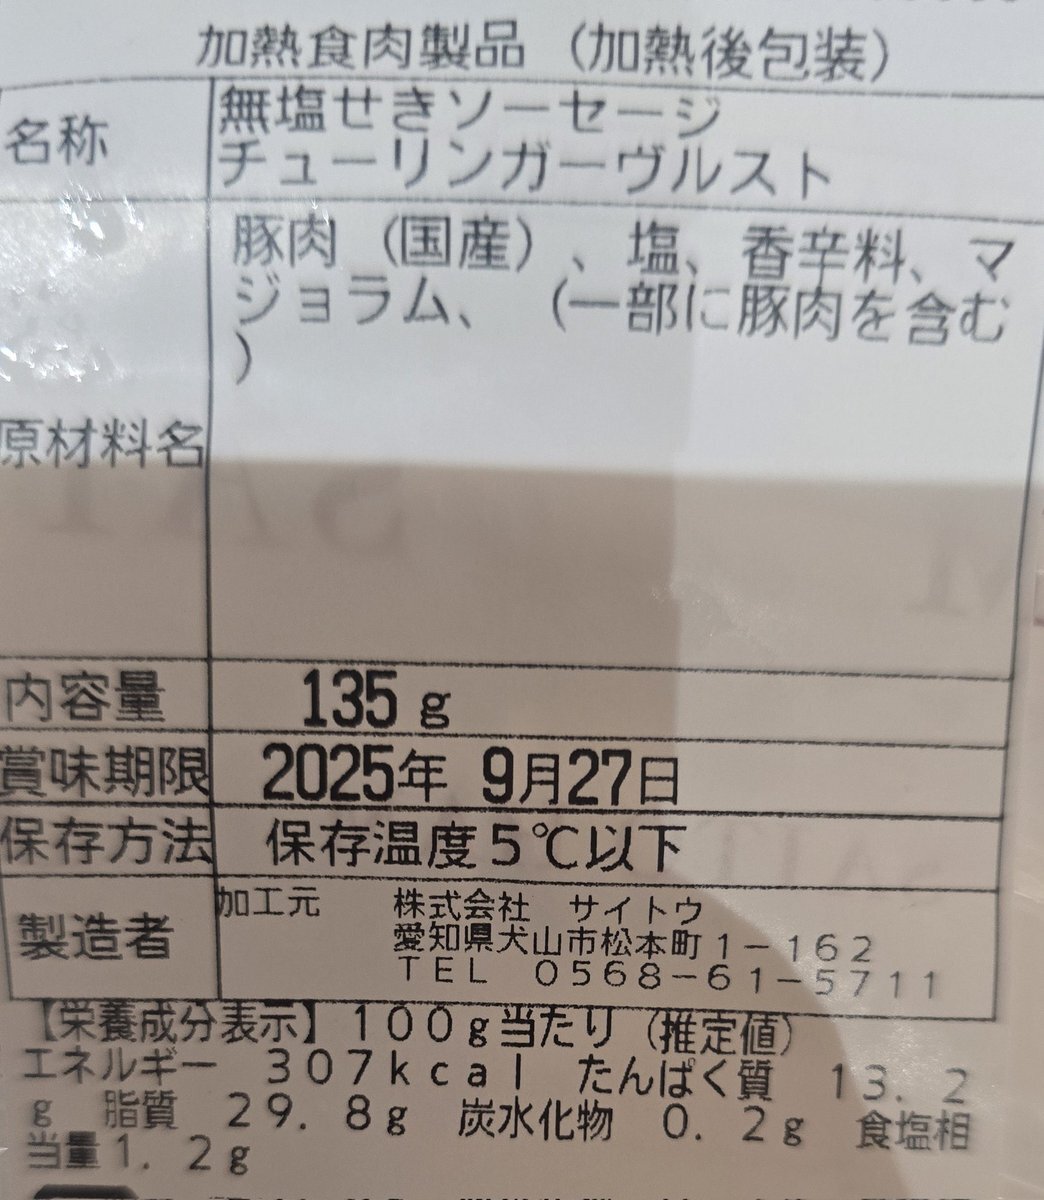 加熱食肉製品（加熱後包装）
名称
無塩せきソーセージ
チューリンガーヴルスト
原材料名
豚肉（国産）、塩、香辛料、マ
ジョラム、（一部に豚肉を含む
）
内容量 135g
賞味期限 2025年 9月27日
保存方法 保存温度5℃以下
製造者
加工元 株式会社 サイトウ
愛知県犬山市松本町1－162
TEL 0568－61－5711
【栄養成分表示】100g当たり（推定値）
エネルギー 307kcal たんぱく質 13．2
g 脂質 29．8g 炭水化物 0．2g 食塩相
当量1．2g